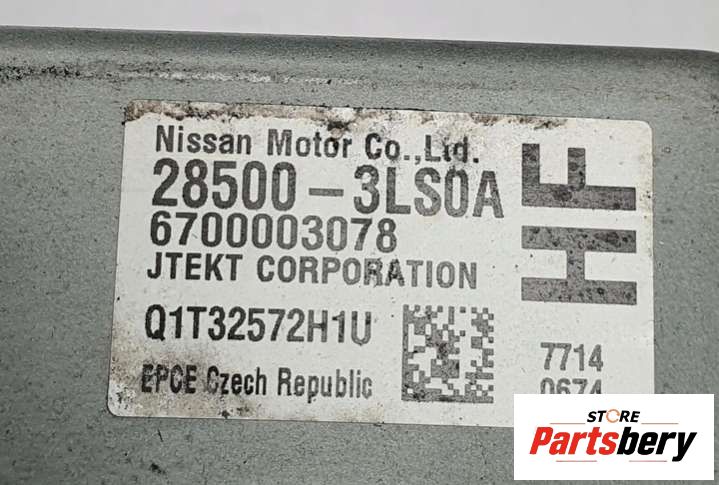 Nissan Motor Co.,Ltd.
28500-3LS0A
6700003078
JTEKT CORPORATION
HF
Q1T32572H1U
7714
0674
EPCE Czech Republic
STORE
Partsbery